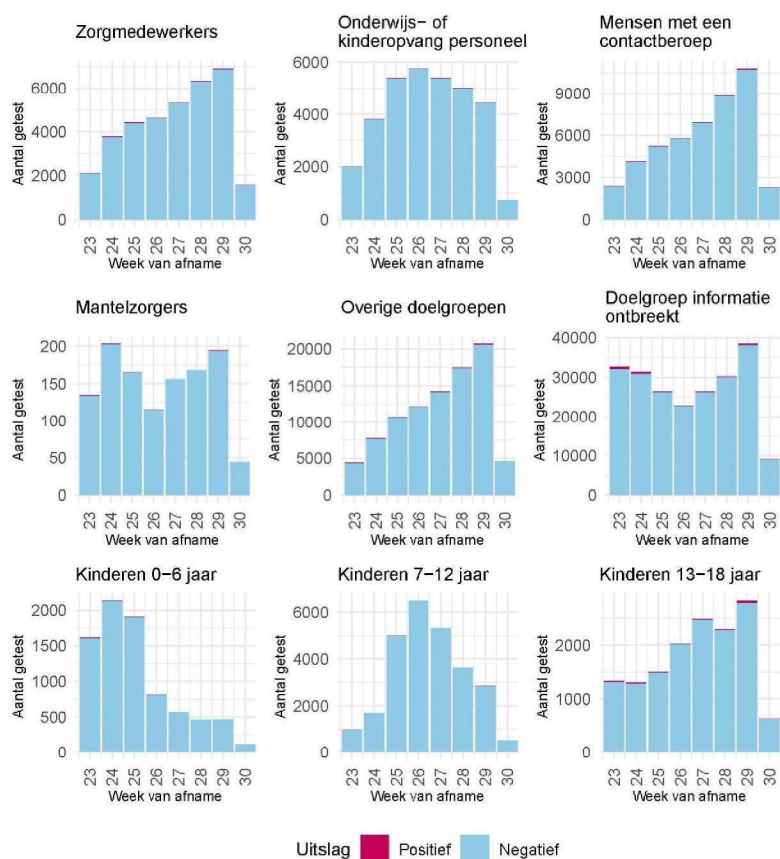 Zorgmedewerkers
Aantal getest
6000
4000
2000
0
23 24 25 26 27 28 29 30
Week van afname
Onderwijs− of
kinderopvang personeel
Aantal getest
6000
4000
2000
0
23 24 25 26 27 28 29 30
Week van afname
Mensen met een
contactberoep
Aantal getest
9000
6000
3000
0
23 24 25 26 27 28 29 30
Week van afname
Mantelzorgers
Aantal getest
200
150
100
50
0
23 24 25 26 27 28 29 30
Week van afname
Overige doelgroepen
Aantal getest
20000
15000
10000
5000
0
23 24 25 26 27 28 29 30
Week van afname
Doelgroep informatie
ontbreekt
Aantal getest
40000
30000
20000
10000
0
23 24 25 26 27 28 29 30
Week van afname
Kinderen 0−6 jaar
Aantal getest
2000
1500
1000
500
0
23 24 25 26 27 28 29 30
Week van afname
Kinderen 7−12 jaar
Aantal getest
6000
4000
2000
0
23 24 25 26 27 28 29 30
Week van afname
Kinderen 13−18 jaar
Aantal getest
2000
1000
0
23 24 25 26 27 28 29 30
Week van afname
Uitslag Positief Negatief